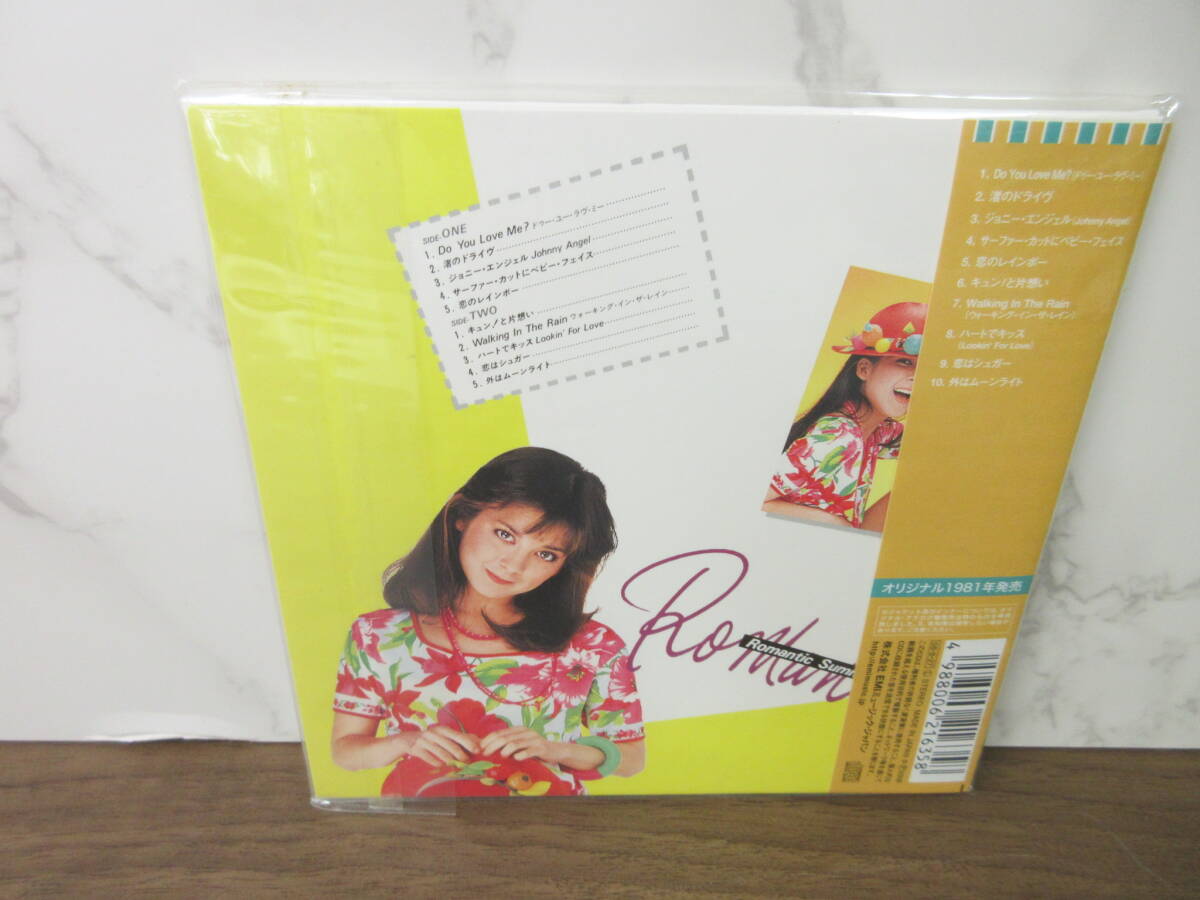 SIDE-ONE
1. Do You Love Me? ドゥー・ユー・ラヴ・ミー
2. 渚のドライヴ
3. ジョニー・エンジェル Johnny Angel
4. サーファー・カットにベビー・フェイス
5. 恋のレインボー
SIDE-TWO
1. キュン!と片想い
2. Walking In The Rain ウォーキング・イン・ザ・レイン
3. ハートでキッス Lookin' For Love
4. 恋はシュガー
5. 外はムーンライト
Roman
Romantic Summ
1. Do You Love Me? (ドゥー・ユー・ラヴ・ミー)
2. 渚のドライヴ
3. ジョニー・エンジェル (Johnny Angel)
4. サーファー・カットにベビー・フェイス
5. 恋のレインボー
6. キュン!と片想い
7. Walking In The Rain
(ウォーキング・イン・ザ・レイン)
8. ハートでキッス
(Lookin' For Love)
9. 恋はシュガー
10. 外はムーンライト
オリジナル1981年発売
STEREO MADE IN JAPAN
株式会社 EMIミュージック・ジャパン
4 988006 216358